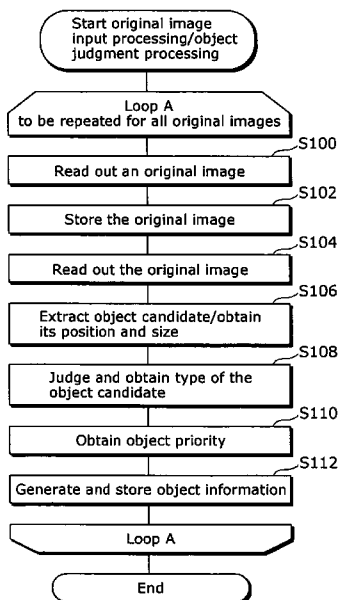 Start original image
input processing/object
judgment processing
Loop A
to be repeated for all original images
S100
Read out an original image
S102
Store the original image
S104
Read out the original image
S106
Extract object candidate/obtain
its position and size
S108
Judge and obtain type of the
object candidate
S110
Obtain object priority
S112
Generate and store object information
Loop A
End